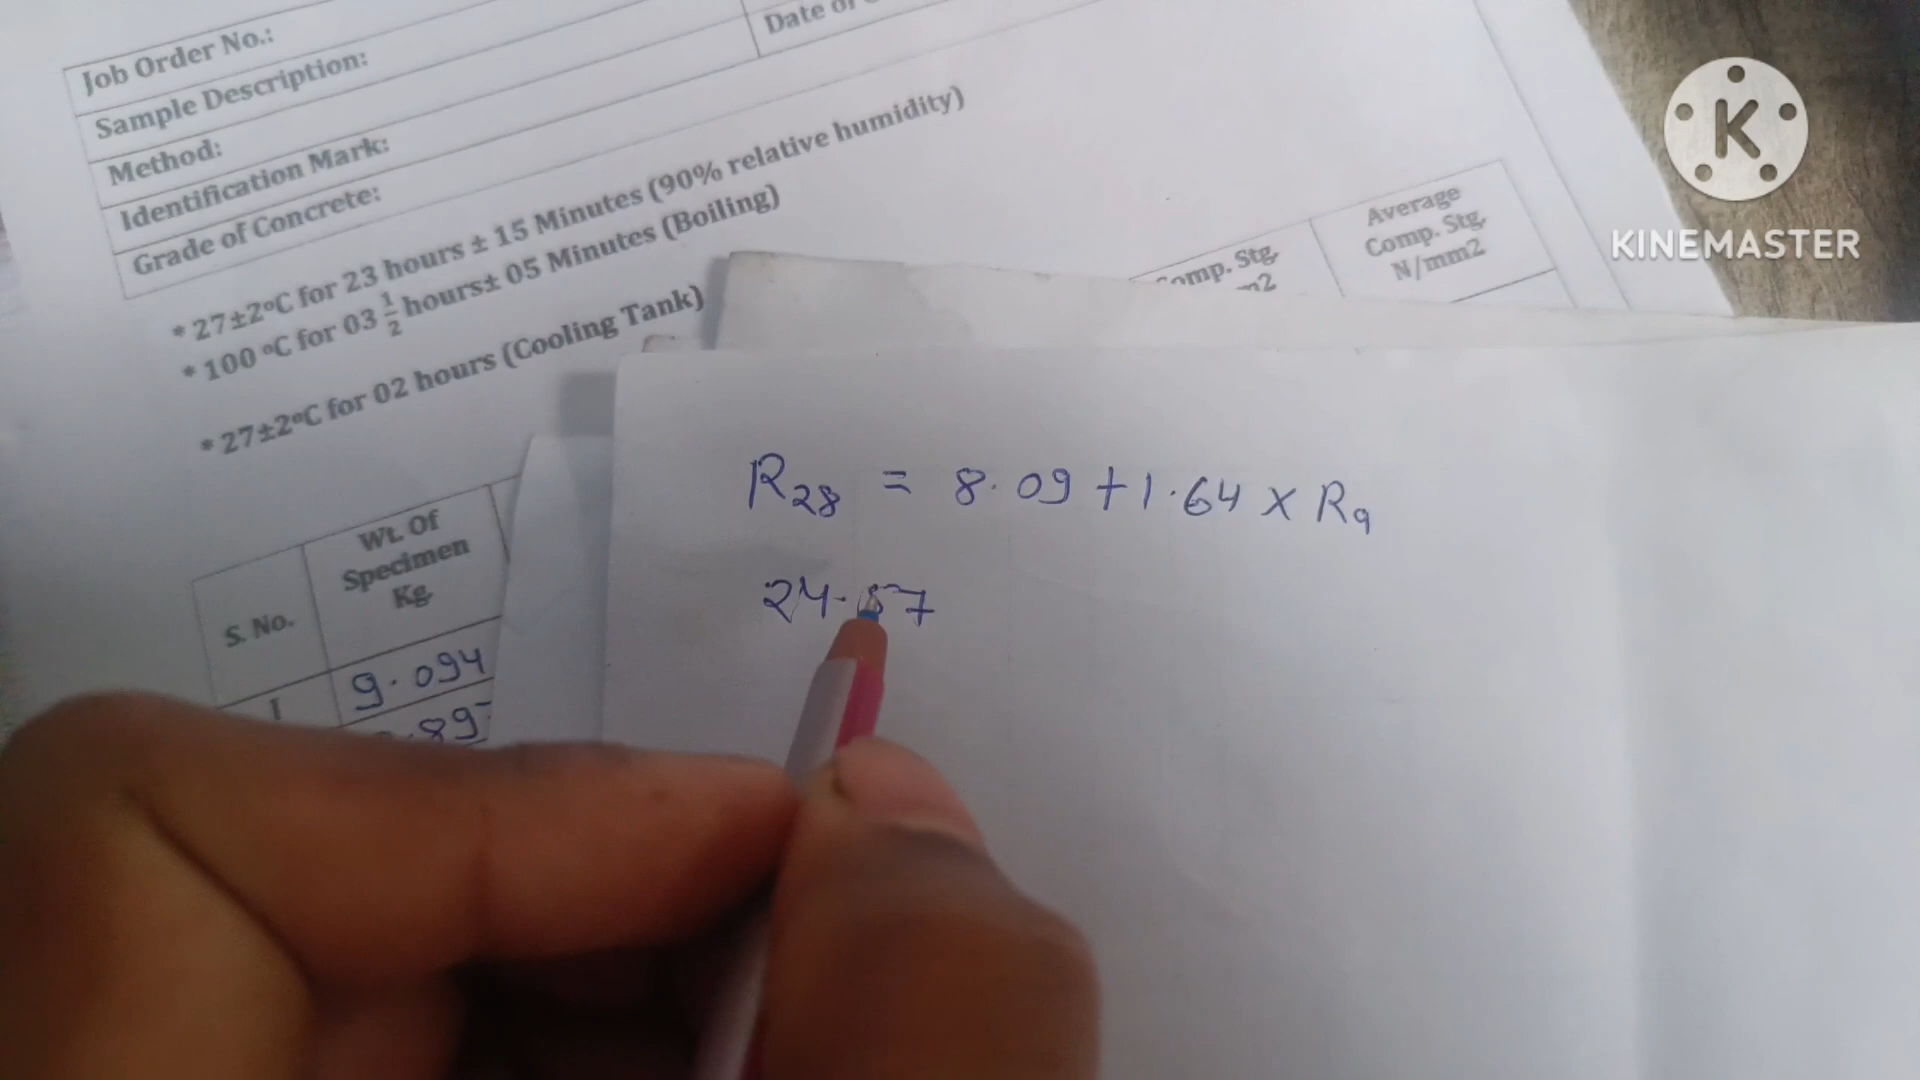 Job Order No.:
Sample Description:
Method:
Date of
Identification Mark:
Grade of Concrete:
* 27±2°C for 23 hours ± 15 Minutes (90% relative humidity)
* 100 °C for 03 1/2 hours± 05 Minutes (Boiling)
* 27±2°C for 02 hours (Cooling Tank)
Comp. Stg.
Average
Comp. Stg.
N/mm2
S. No.
Wt. Of
Specimen
Kg.
1
9.094
R28 = 8.09 + 1.64 x Ra
K
KINEMASTER